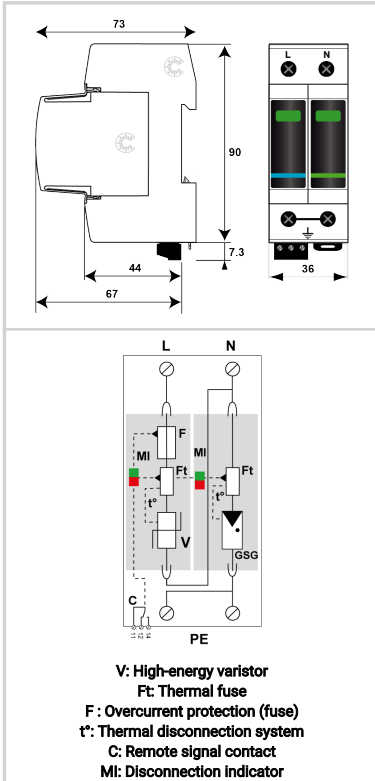 73
L N
90
7.3
44
36
67
L N
F
MI
MI
Ft
Ft
t°
t°
V
GSG
C
11 12 14
PE
V: High-energy varistor
Ft: Thermal fuse
F : Overcurrent protection (fuse)
t°: Thermal disconnection system
C: Remote signal contact
MI: Disconnection indicator